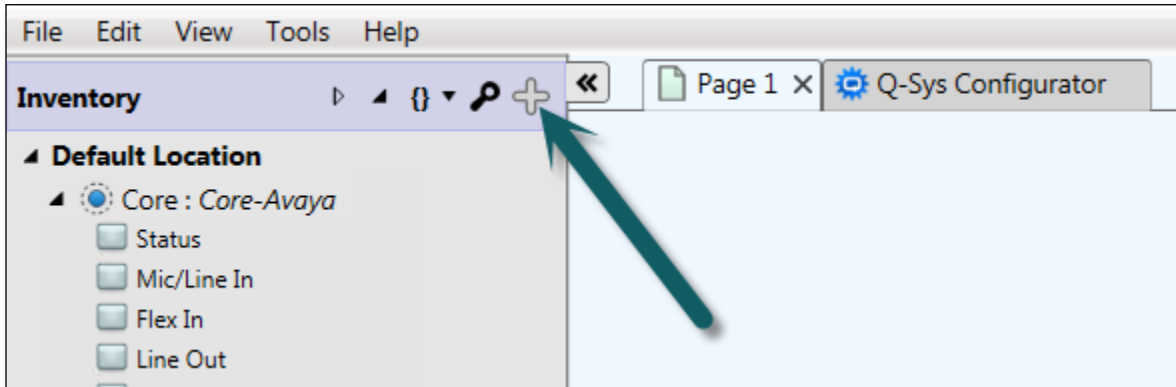 File Edit View Tools Help
Inventory {}
Page 1
Q-Sys Configurator
Default Location
Core : Core-Avaya
Status
Mic/Line In
Flex In
Line Out